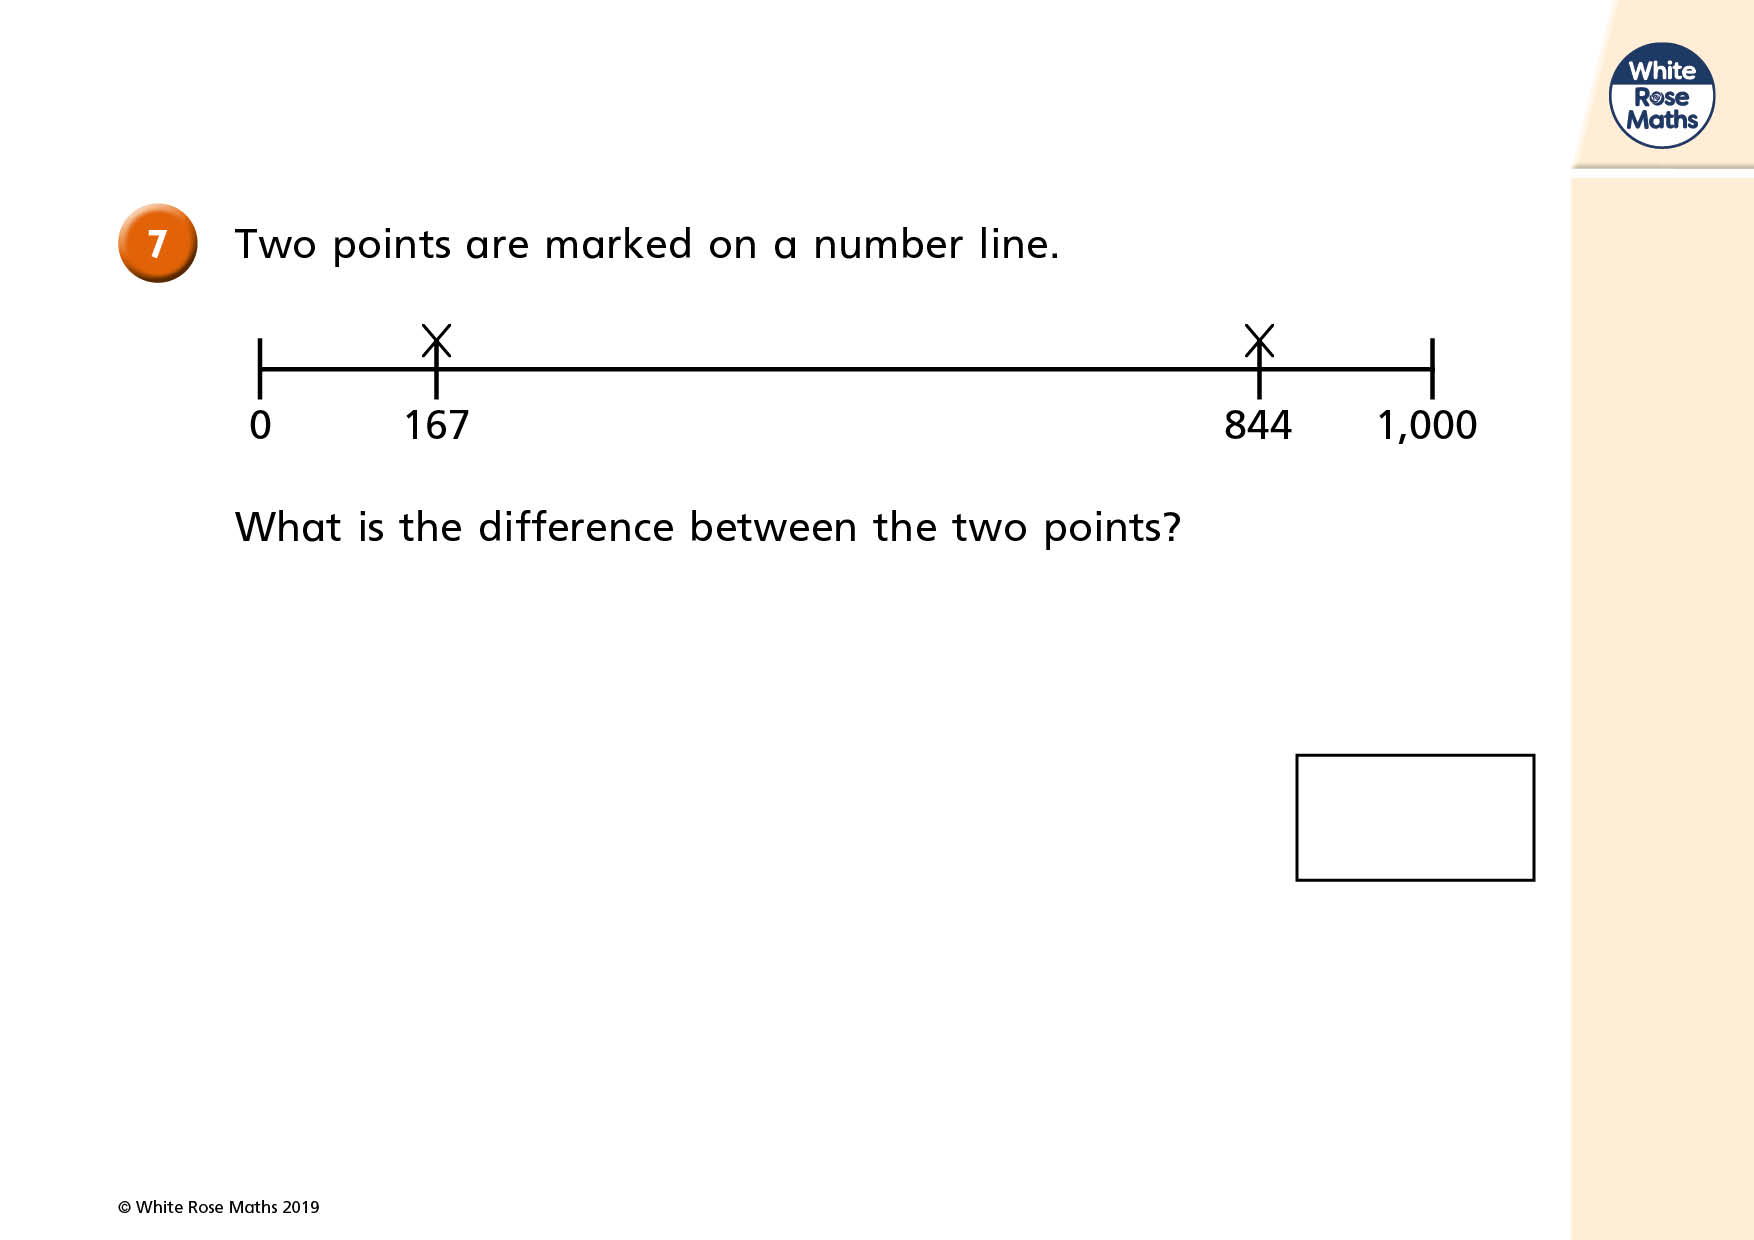 White
Rose
Maths
7 Two points are marked on a number line.
0 167 844 1,000
What is the difference between the two points?
© White Rose Maths 2019